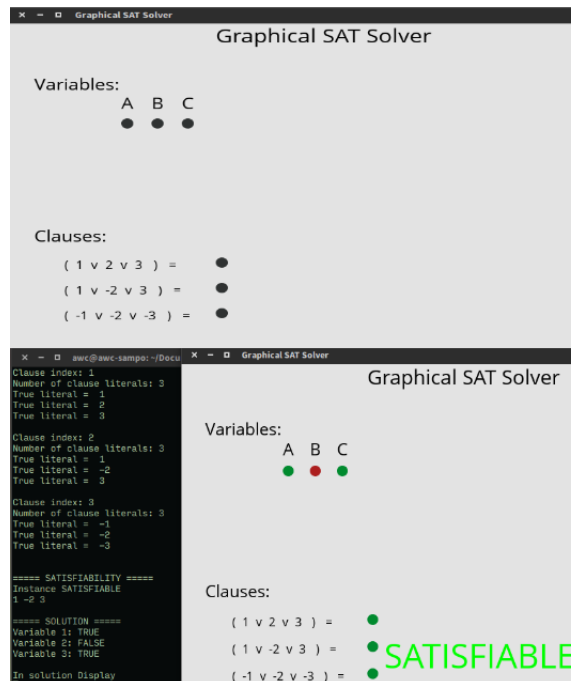 Graphical SAT Solver
Graphical SAT Solver
Variables:
A B C
Clauses:
( 1 v 2 v 3 ) =
( 1 v -2 v 3 ) =
( -1 v -2 v -3 ) =
awc@awc-sampo: ~/Docu
Clause index: 1
Number of clause literals: 3
True literal = 1
True literal = 2
True literal = 3
Clause index: 2
Number of clause literals: 3
True literal = 1
True literal = -2
True literal = 3
Clause index: 3
Number of clause literals: 3
True literal = -1
True literal = -2
True literal = -3
===== SATISFIABILITY =====
Instance SATISFIABLE
1 -2 3
===== SOLUTION =====
Variable 1: TRUE
Variable 2: FALSE
Variable 3: TRUE
In solution Display
Graphical SAT Solver
Graphical SAT Solver
Variables:
A B C
Clauses:
( 1 v 2 v 3 ) =
( 1 v -2 v 3 ) =
( -1 v -2 v -3 ) =
SATISFIABLE